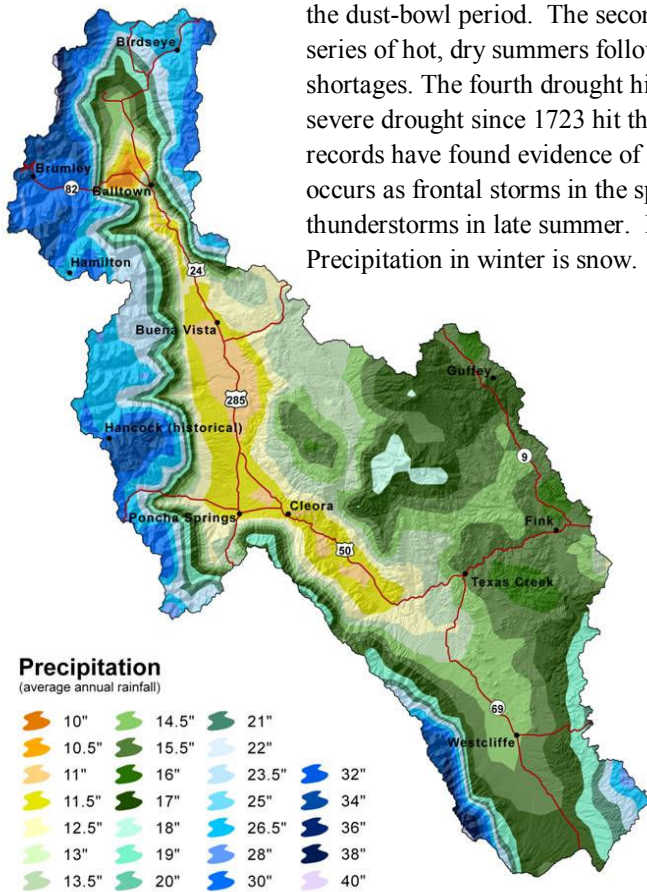 the dust-bowl period. The second
series of hot, dry summers follow
shortages. The fourth drought hi
severe drought since 1723 hit th
records have found evidence of
occurs as frontal storms in the sp
thunderstorms in late summer.
Precipitation in winter is snow.
Birdseye
Brumley
82
Balltown
Hamilton
24
Buena Vista
Guffey
285
Hancock (historical)
9
Poncha Springs
Cleora
Fink
50
Texas Creek
69
Westcliffe
Precipitation
(average annual rainfall)
10"
10.5"
11"
11.5"
12.5"
13"
13.5"
14.5"
15.5"
16"
17"
18"
19"
20"
21"
22"
23.5"
25"
26.5"
28"
30"
32"
34"
36"
38"
40"